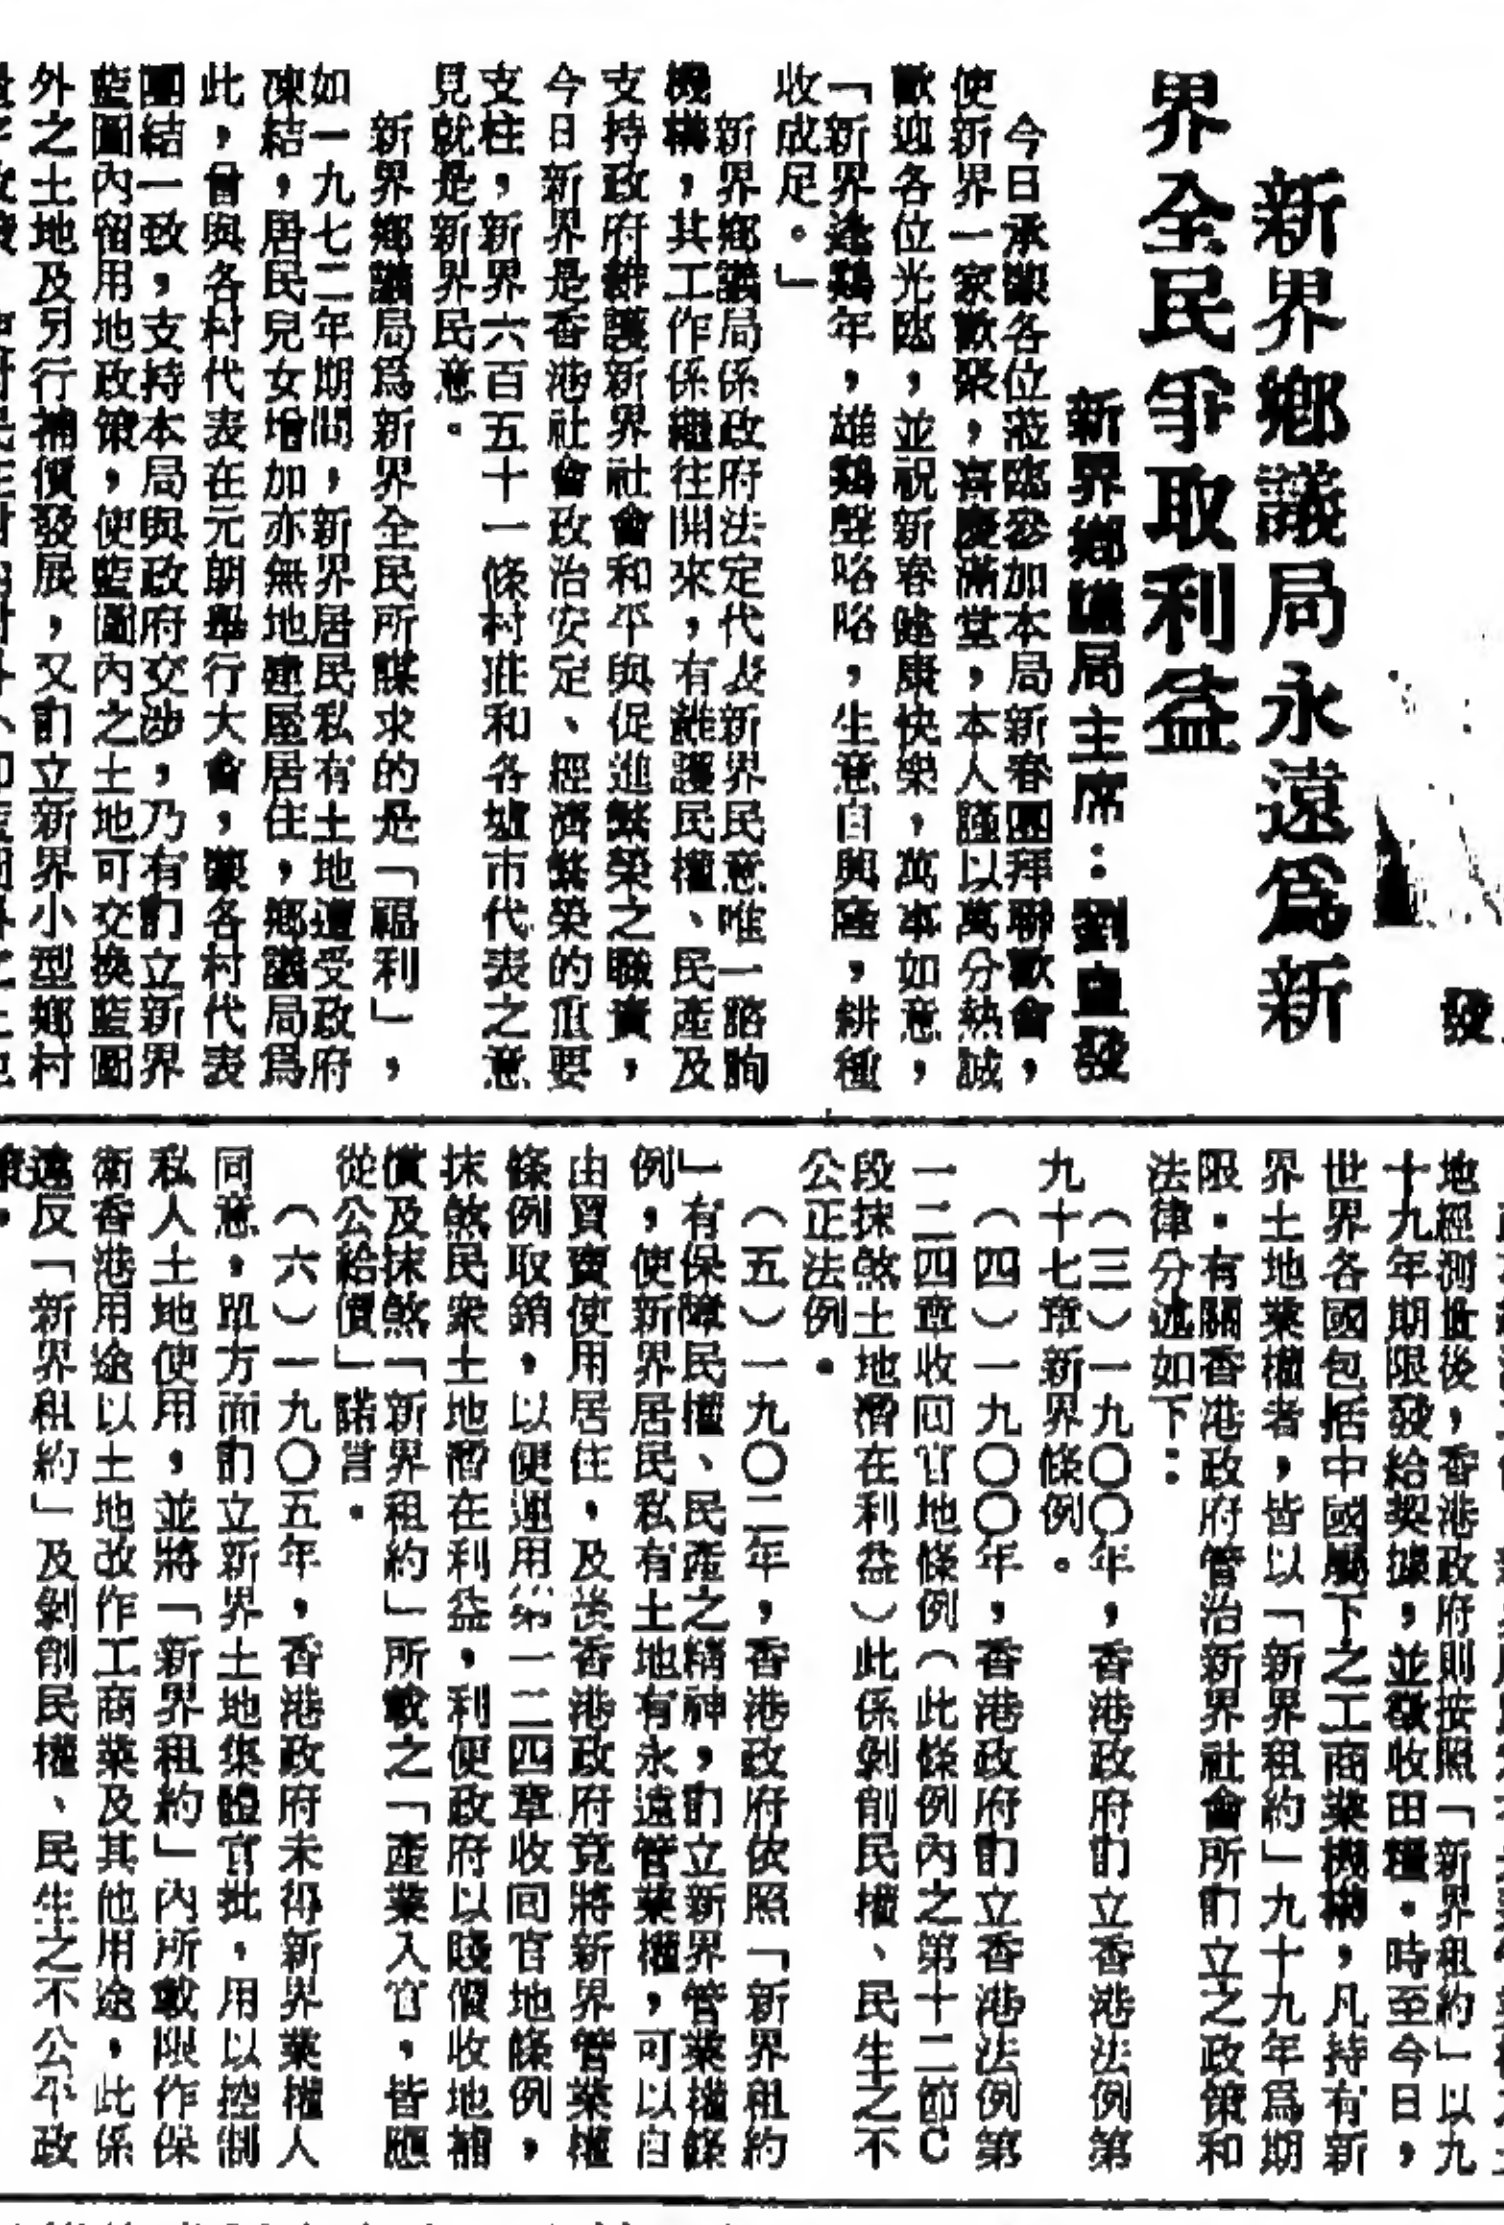 發
新界鄉議局永遠爲新
界全民爭取利益
新界鄉議局主席:劉皇發
今日承蒙各位蒞臨參加本局新春團拜聯歡會,
使新界一家歡聚,喜慶滿堂,本人謹以萬分熱誠
歡迎各位光臨,並祝新春健康快樂,萬事如意,
「新界逢鷄年,雄鷄聲咯咯,生意自興隆,耕種
收成足。」
新界鄉議局係政府法定代表新界民意唯一諮詢
機構,其工作係繼往開來,有維護民權、民產及
支持政府維護新界社會和平與促進繁榮之職責,
今日新界是香港社會政治安定、經濟繁榮的重要
支柱,新界六百五十一條村莊和各墟市代表之意
見就是新界民意。
新界鄉議局爲新界全民所謀求的是「福利」,
如一九七二年期間,新界居民私有土地遭受政府
凍結,居民兒女增加亦無地建屋居住,鄉議局爲
此,曾與各村代表在元朗舉行大會,蒙各村代表
團結一致,支持本局與政府交涉,乃有訂立新界
藍圖內留用地政策,使藍圖內之土地可交換藍圖
外之土地及另行補價發展,又訂立新界小型鄉村
地經測量後,香港政府則按照「新界租約」以九
十九年期限發給契據,並徵收田糧。時至今日,
世界各國包括中國屬下之工商業機構,凡持有新
界土地業權者,皆以「新界租約」九十九年爲期
限。有關香港政府管治新界社會所訂立之政策和
法律分述如下:
(三)一九〇〇年,香港政府訂立香港法例第
九十七章新界條例。
(四)一九〇〇年,香港政府訂立香港法例第
一二四章收回官地條例(此條例內之第十二節C
段抹煞土地潛在利益)此係剝削民權、民生之不
公正法例。
(五)一九〇二年,香港政府依照「新界租約
」有保障民權、民產之精神,訂立新界管業權條
例,使新界居民私有土地有永遠管業權,可以自
由買賣使用居住,及後香港政府竟將新界管業權
條例取銷,以便運用第一二四章收回官地條例,
抹煞民衆土地潛在利益,利便政府以賤價收地補
償及抹煞「新界租約」所載之「產業入官,皆應
從公給價」諾言。
(六)一九〇五年,香港政府未得新界業權人
同意,單方面訂立新界土地集體官批,用以控制
私人土地使用,並將「新界租約」內所載限作保
衛香港用途以土地改作工商業及其他用途,此係
違反「新界租約」及剝削民權、民生之不公平政
策。